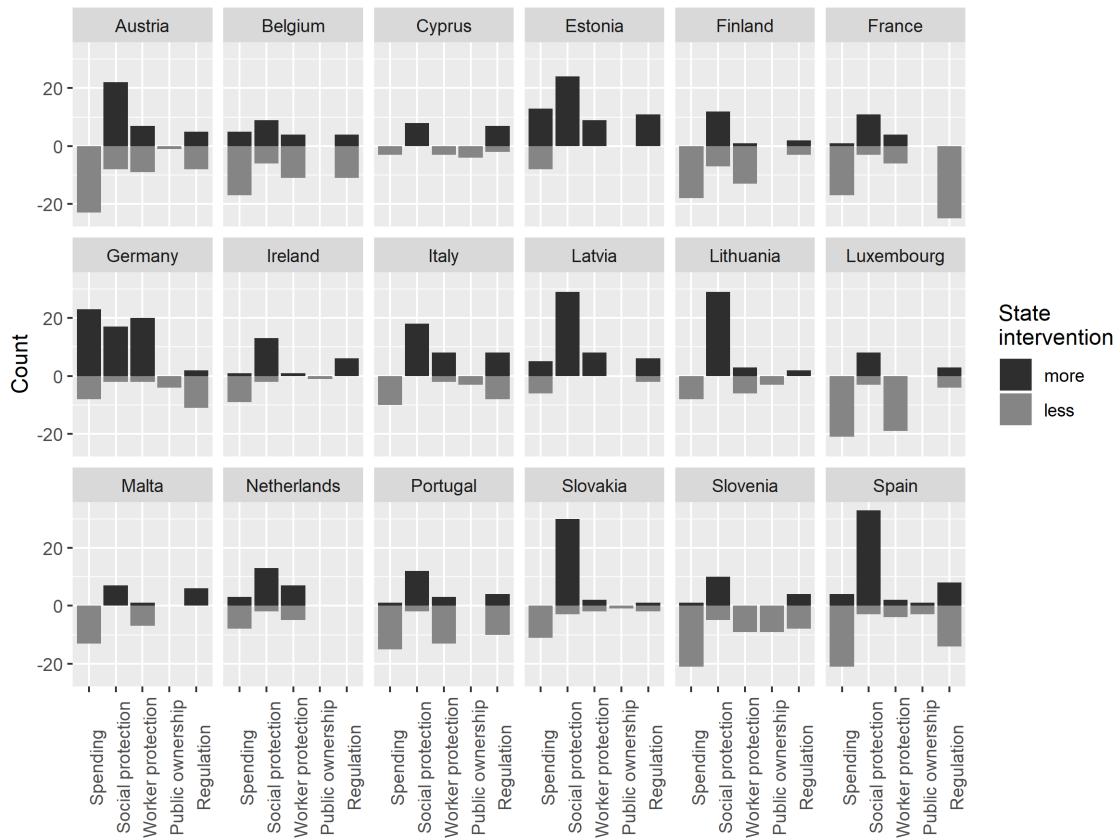 Austria Belgium Cyprus Estonia Finland France
20
0
-20
Germany Ireland Italy Latvia Lithuania Luxembourg
20
0
-20
Malta Netherlands Portugal Slovakia Slovenia Spain
20
0
-20
Count
Spending Social protection Worker protection Public ownership Regulation
Spending Social protection Worker protection Public ownership Regulation
Spending Social protection Worker protection Public ownership Regulation
Spending Social protection Worker protection Public ownership Regulation
Spending Social protection Worker protection Public ownership Regulation
Spending Social protection Worker protection Public ownership Regulation
State
intervention
more
less